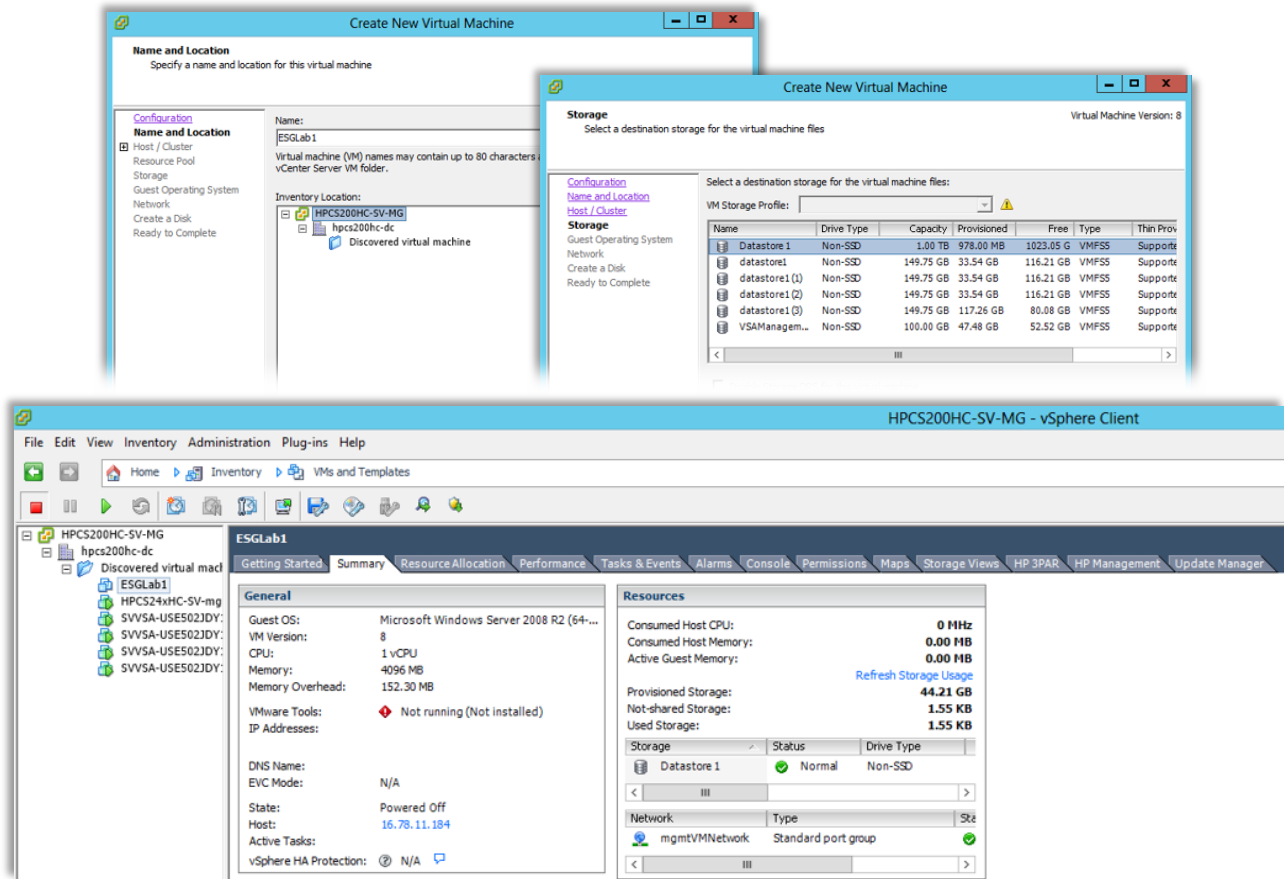 Create New Virtual Machine
Name and Location
Specify a name and location for this virtual machine
Configuration
Name and Location
Host / Cluster
Resource Pool
Storage
Guest Operating System
Network
Create a Disk
Ready to Complete
Name:
ESGLab1
Virtual machine (VM) names may contain up to 80 characters
vCenter Server VM folder.
Inventory Location:
HPCS200HC-SV-MG
hpcs200hc-dc
Discovered virtual machine
Create New Virtual Machine
Storage
Select a destination storage for the virtual machine files
Virtual Machine Version: 8
Configuration
Name and Location
Host / Cluster
Storage
Guest Operating System
Network
Create a Disk
Ready to Complete
Select a destination storage for the virtual machine files:
VM Storage Profile:
Name Drive Type Capacity Provisioned Free Type Thin Prov
Datastore 1 Non-SSD 1.00 TB 978.00 MB 1023.05 G VMFS5 Supporte
datastore1 Non-SSD 149.75 GB 33.54 GB 116.21 GB VMFS5 Supporte
datastore1 (1) Non-SSD 149.75 GB 33.54 GB 116.21 GB VMFS5 Supporte
datastore1 (2) Non-SSD 149.75 GB 33.54 GB 116.21 GB VMFS5 Supporte
datastore1 (3) Non-SSD 149.75 GB 117.26 GB 80.08 GB VMFS5 Supporte
VSAManagem... Non-SSD 100.00 GB 47.48 GB 52.52 GB VMFS5 Supporte
HPCS200HC-SV-MG - vSphere Client
File Edit View Inventory Administration Plug-ins Help
Home Inventory VMs and Templates
HPCS200HC-SV-MG
hpcs200hc-dc
Discovered virtual mach
ESGLab1
HPCS24xHC-SV-mg
SVVSA-USE502JDY
SVVSA-USE502JDY
SVVSA-USE502JDY
SVVSA-USE502JDY
ESGLab1
Getting Started Summary Resource Allocation Performance Tasks & Events Alarms Console Permissions Maps Storage Views HP 3PAR HP Management Update Manager
General
Guest OS: Microsoft Windows Server 2008 R2 (64-...
VM Version: 8
CPU: 1 vCPU
Memory: 4096 MB
Memory Overhead: 152.30 MB
VMware Tools: Not running (Not installed)
IP Addresses:
DNS Name:
EVC Mode: N/A
State: Powered Off
Host: 16.78.11.184
Active Tasks:
vSphere HA Protection: N/A
Resources
Consumed Host CPU: 0 MHz
Consumed Host Memory: 0.00 MB
Active Guest Memory: 0.00 MB
Refresh Storage Usage
Provisioned Storage: 44.21 GB
Not-shared Storage: 1.55 KB
Used Storage: 1.55 KB
Storage Status Drive Type
Datastore 1 Normal Non-SSD
Network Type Sta
mgmtVMNetwork Standard port group